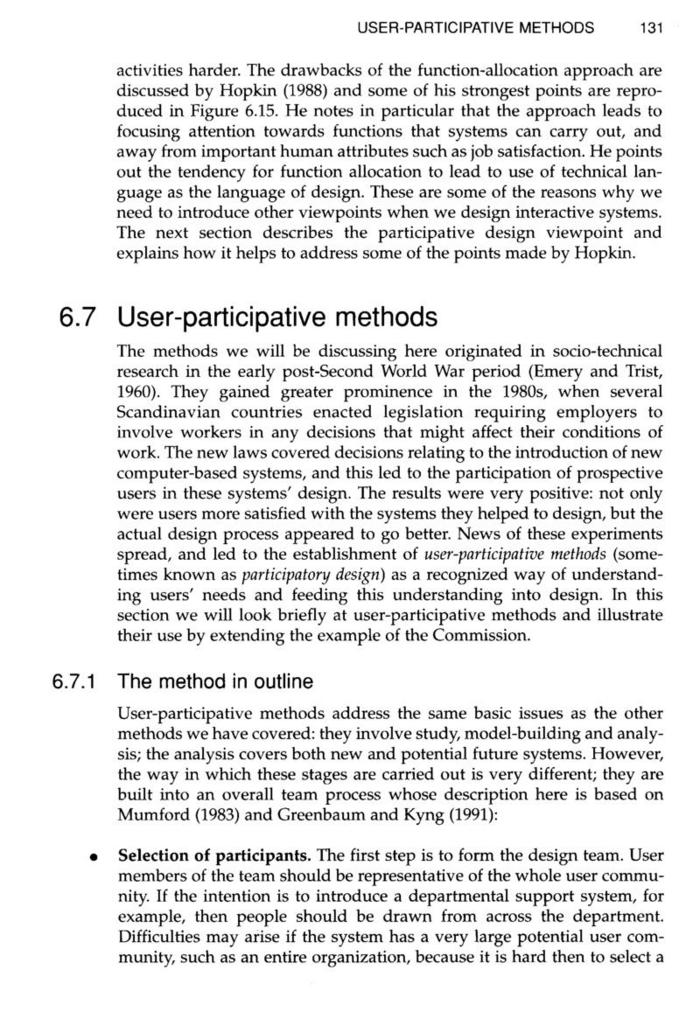 USER-PARTICIPATIVE METHODS 131
activities harder. The drawbacks of the function-allocation approach are
discussed by Hopkin (1988) and some of his strongest points are repro-
duced in Figure 6.15. He notes in particular that the approach leads to
focusing attention towards functions that systems can carry out, and
away from important human attributes such as job satisfaction. He points
out the tendency for function allocation to lead to use of technical lan-
guage as the language of design. These are some of the reasons why we
need to introduce other viewpoints when we design interactive systems.
The next section describes the participative design viewpoint and
explains how it helps to address some of the points made by Hopkin.
6.7 User-participative methods
The methods we will be discussing here originated in socio-technical
research in the early post-Second World War period (Emery and Trist,
1960). They gained greater prominence in the 1980s, when several
Scandinavian countries enacted legislation requiring employers to
involve workers in any decisions that might affect their conditions of
work. The new laws covered decisions relating to the introduction of new
computer-based systems, and this led to the participation of prospective
users in these systems' design. The results were very positive: not only
were users more satisfied with the systems they helped to design, but the
actual design process appeared to go better. News of these experiments
spread, and led to the establishment of user-participative methods (some-
times known as participatory design) as a recognized way of understand-
ing users' needs and feeding this understanding into design. In this
section we will look briefly at user-participative methods and illustrate
their use by extending the example of the Commission.
6.7.1 The method in outline
User-participative methods address the same basic issues as the other
methods we have covered: they involve study, model-building and analy-
sis; the analysis covers both new and potential future systems. However,
the way in which these stages are carried out is very different; they are
built into an overall team process whose description here is based on
Mumford (1983) and Greenbaum and Kyng (1991):
• Selection of participants. The first step is to form the design team. User
members of the team should be representative of the whole user commu-
nity. If the intention is to introduce a departmental support system, for
example, then people should be drawn from across the department.
Difficulties may arise if the system has a very large potential user com-
munity, such as an entire organization, because it is hard then to select a